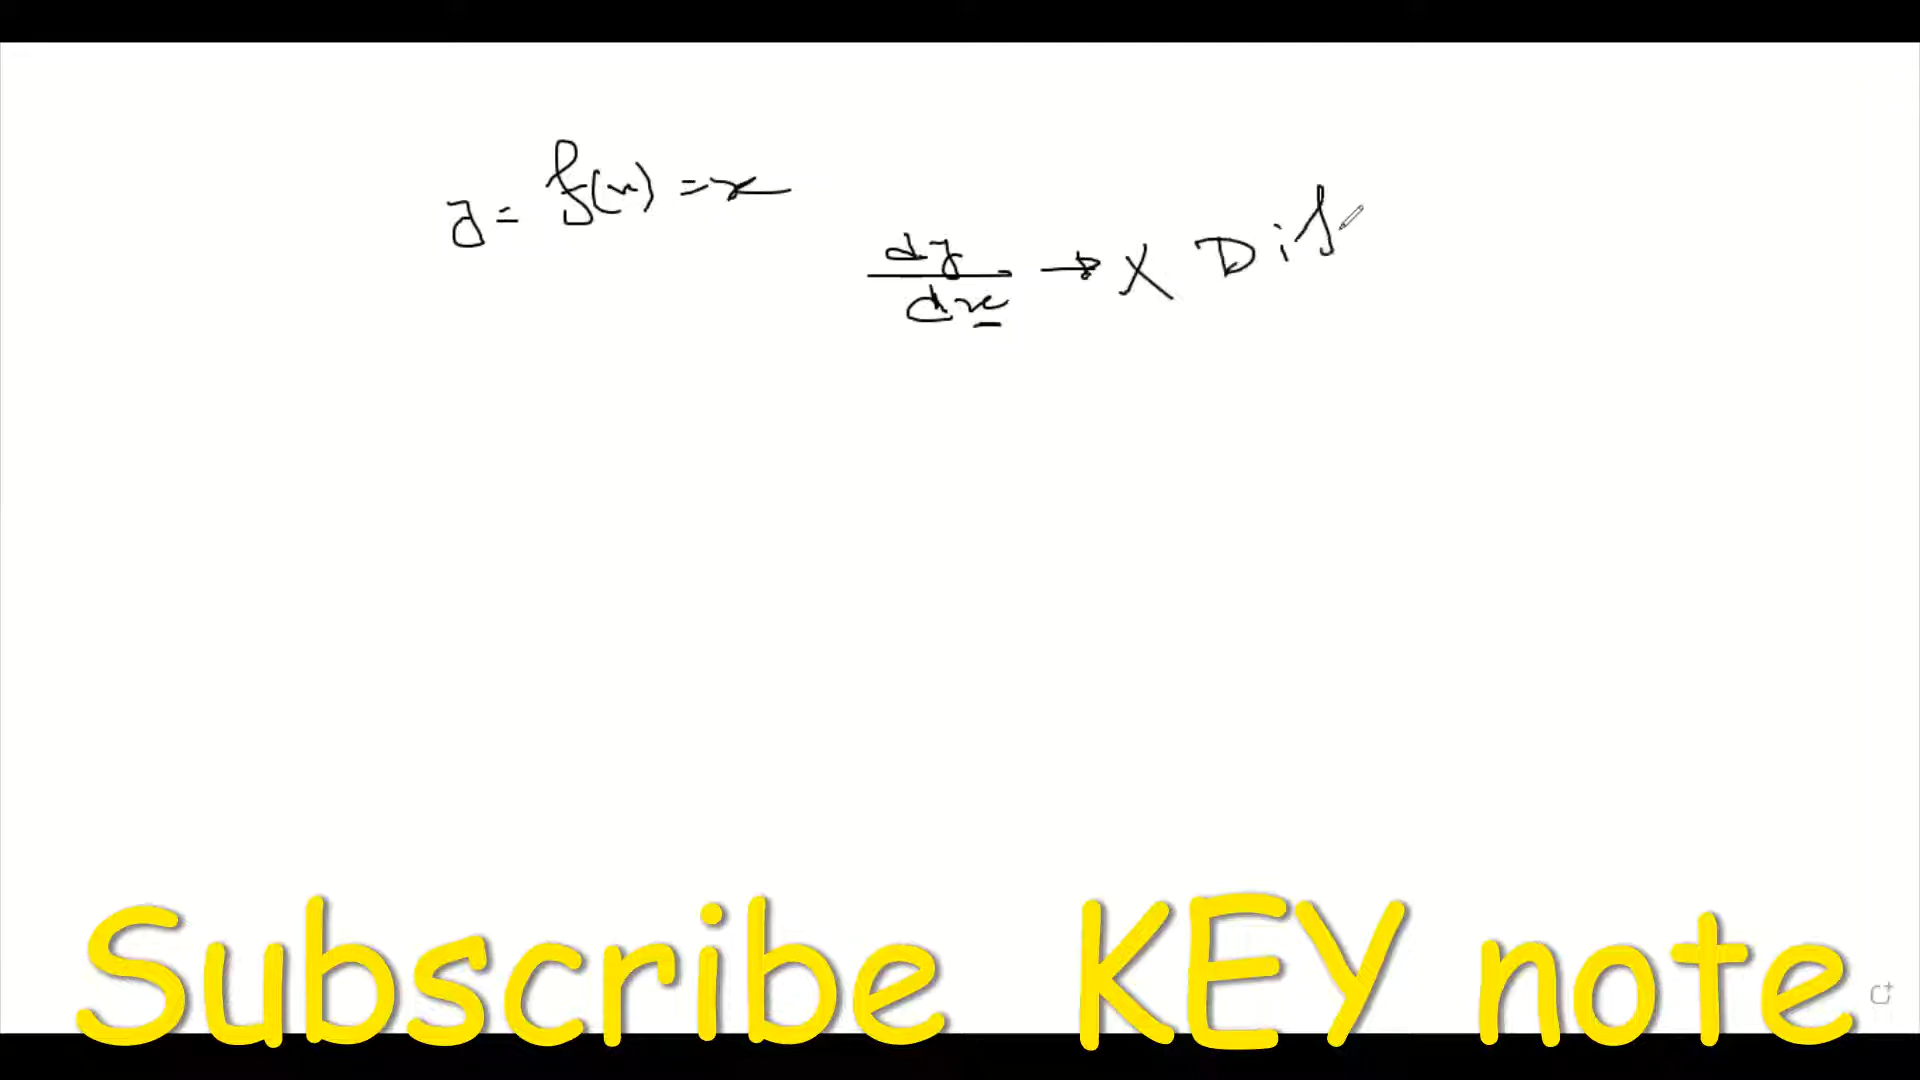 y = f(x) = x
dy/dx → X Dif
Subscribe KEY note